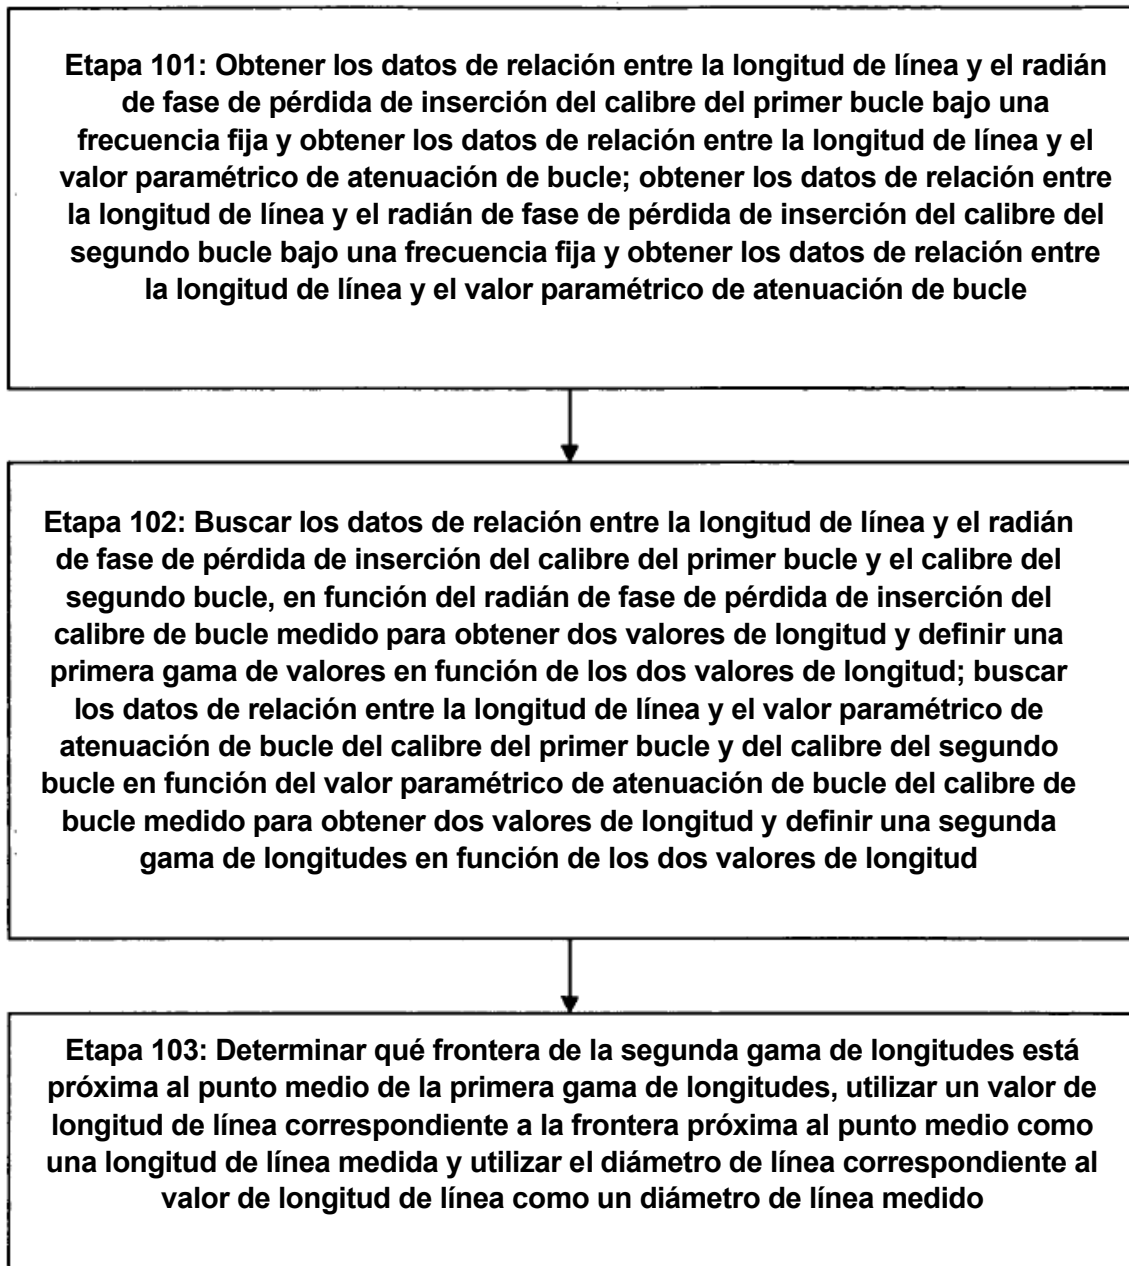 Etapa 101: Obtener los datos de relación entre la longitud de línea y el radián
de fase de pérdida de inserción del calibre del primer bucle bajo una
frecuencia fija y obtener los datos de relación entre la longitud de línea y el
valor paramétrico de atenuación de bucle; obtener los datos de relación entre
la longitud de línea y el radián de fase de pérdida de inserción del calibre del
segundo bucle bajo una frecuencia fija y obtener los datos de relación entre
la longitud de línea y el valor paramétrico de atenuación de bucle
Etapa 102: Buscar los datos de relación entre la longitud de línea y el radián
de fase de pérdida de inserción del calibre del primer bucle y el calibre del
segundo bucle, en función del radián de fase de pérdida de inserción del
calibre de bucle medido para obtener dos valores de longitud y definir una
primera gama de valores en función de los dos valores de longitud; buscar
los datos de relación entre la longitud de línea y el valor paramétrico de
atenuación de bucle del calibre del primer bucle y del calibre del segundo
bucle en función del valor paramétrico de atenuación de bucle del calibre de
bucle medido para obtener dos valores de longitud y definir una segunda
gama de longitudes en función de los dos valores de longitud
Etapa 103: Determinar qué frontera de la segunda gama de longitudes está
próxima al punto medio de la primera gama de longitudes, utilizar un valor de
longitud de línea correspondiente a la frontera próxima al punto medio como
una longitud de línea medida y utilizar el diámetro de línea correspondiente al
valor de longitud de línea como un diámetro de línea medido